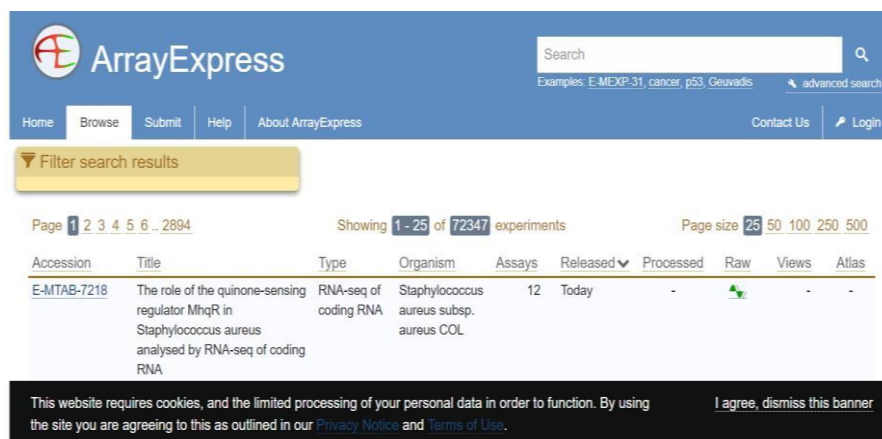 ArrayExpress
Search
Examples: E-MEXP-31, cancer, p53, Geuvadis
advanced search
Home Browse Submit Help About ArrayExpress Contact Us Login
Filter search results
Page 1 2 3 4 5 6 .. 2894 Showing 1 - 25 of 72347 experiments Page size 25 50 100 250 500
Accession Title Type Organism Assays Released Processed Raw Views Atlas
E-MTAB-7218 The role of the quinone-sensing RNA-seq of Staphylococcus 12 Today - - -
regulator MhqR in coding RNA aureus subsp.
Staphylococcus aureus aureus COL
analysed by RNA-seq of coding
RNA
This website requires cookies, and the limited processing of your personal data in order to function. By using I agree, dismiss this banner
the site you are agreeing to this as outlined in our Privacy Notice and Terms of Use.